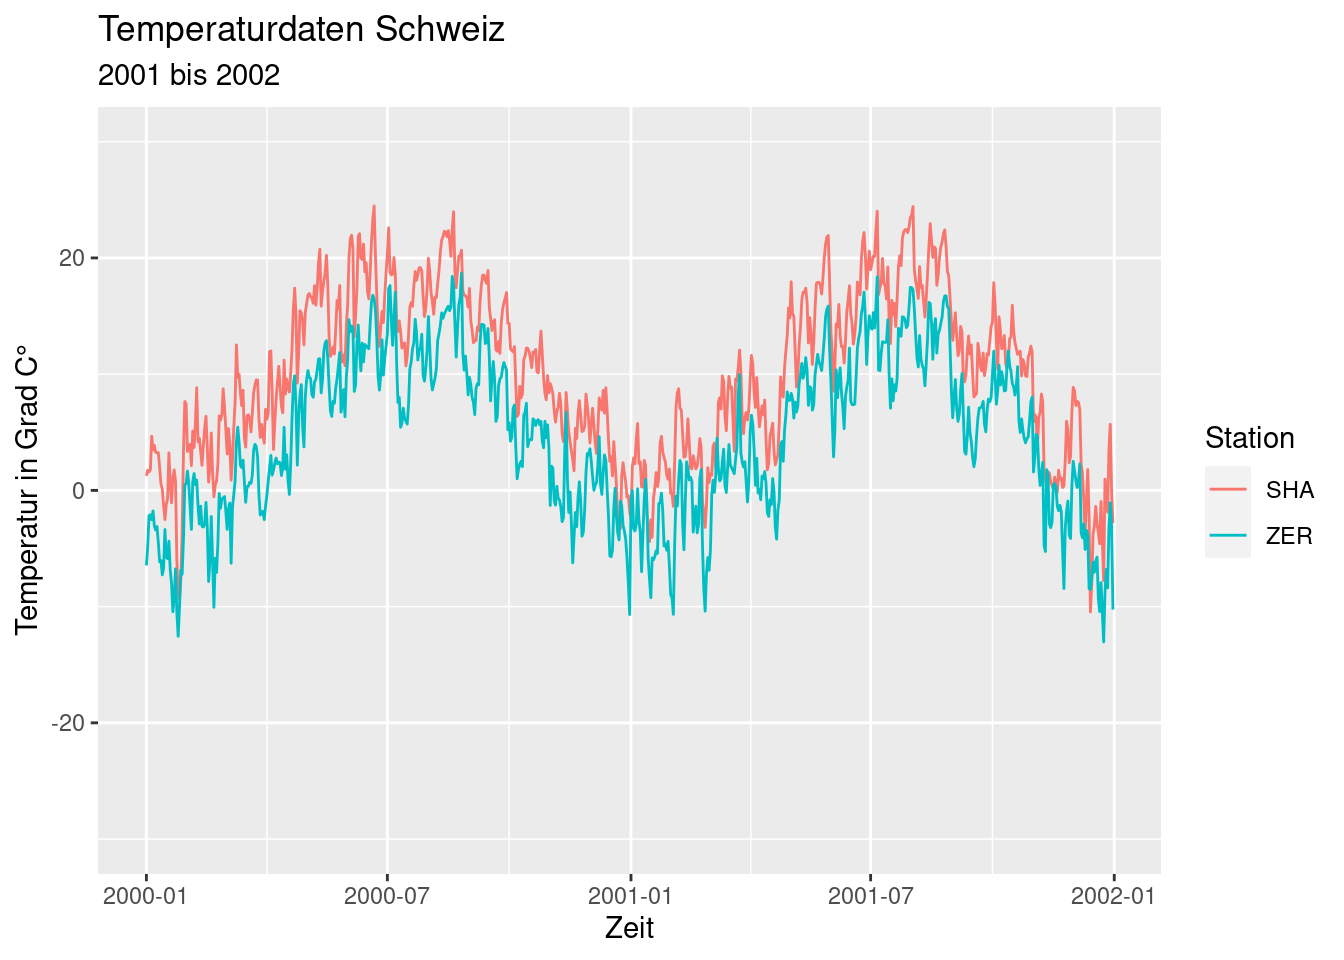 Temperaturdaten Schweiz
2001 bis 2002
Temperatur in Grad C°
20
0
-20
2000-01
2000-07
2001-01
2001-07
2002-01
Zeit
Station
SHA
ZER